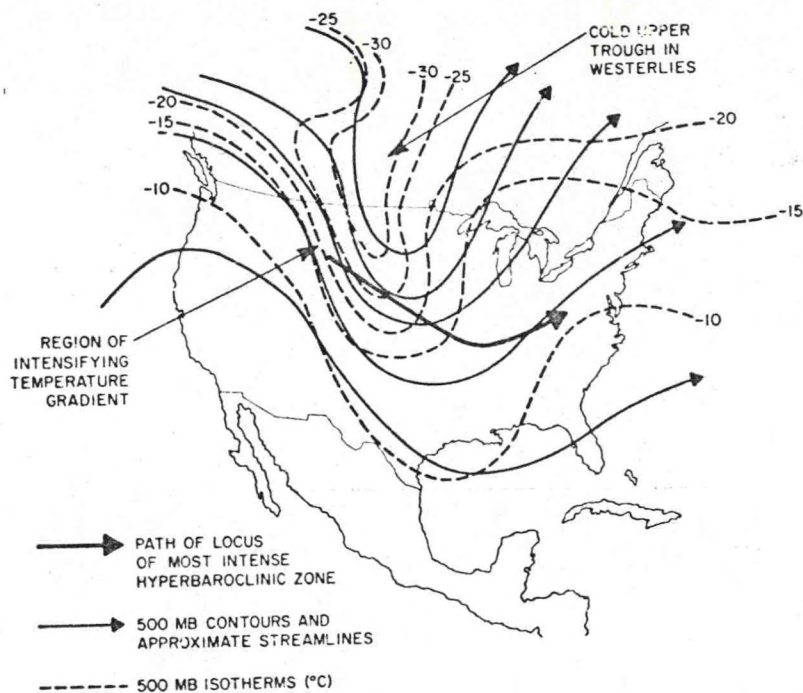 -25
-30
COLD UPPER
TROUGH IN
WESTERLIES
-30
-25
-20
-15
-20
-10
-15
-10
REGION OF
INTENSIFYING
TEMPERATURE
GRADIENT
PATH OF LOCUS
OF MOST INTENSE
HYPERBAROCLINIC ZONE
500 MB CONTOURS AND
APPROXIMATE STREAMLINES
500 MB ISOTHERMS (°C)